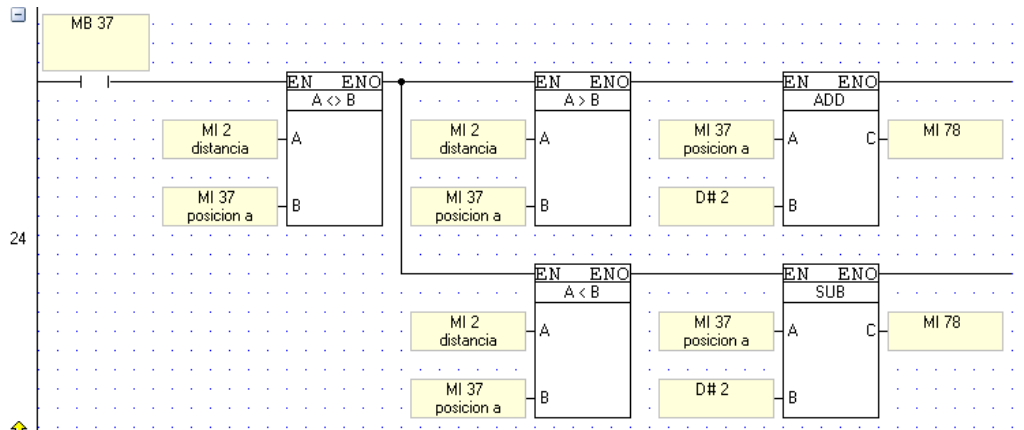 MB 37
EN ENO
A <> B
MI 2
distancia
A
MI 37
posicion a
B
EN ENO
A > B
MI 2
distancia
A
MI 37
posicion a
B
EN ENO
ADD
MI 37
posicion a
A
C
MI 78
D# 2
B
24
EN ENO
A < B
MI 2
distancia
A
MI 37
posicion a
B
EN ENO
SUB
MI 37
posicion a
A
C
MI 78
D# 2
B